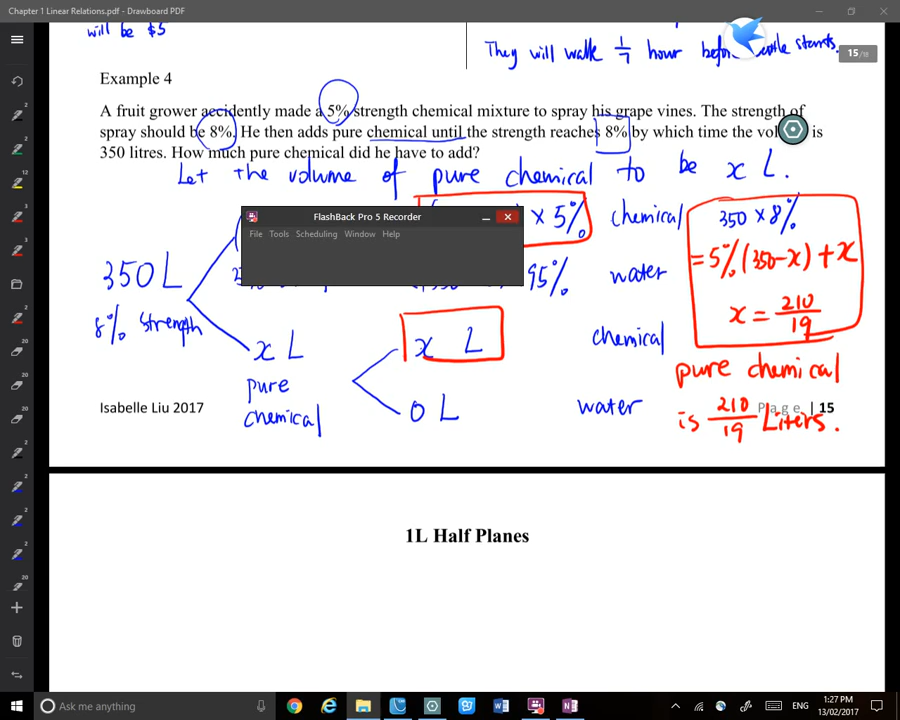 Chapter 1 Linear Relations.pdf - Drawboard PDF
will be $5
They will walk 1/7 hour before starts.
15/18
Example 4
A fruit grower accidently made a 5% strength chemical mixture to spray his grape vines. The strength of
spray should be 8%. He then adds pure chemical until the strength reaches 8% by which time the vol is
350 litres. How much pure chemical did he have to add?
Let the volume of pure chemical to be x L.
FlashBack Pro 5 Recorder
File Tools Scheduling Window Help
x 5% chemical
350 x 8%
= 5% (350-x) + x
x = 210/19
350L
8% strength
95% water
x L
pure
chemical
x L
chemical
0 L
water
pure chemical
is 210/19 Liters.
Isabelle Liu 2017
Page | 15
1L Half Planes
Ask me anything
ENG
1:27 PM
13/02/2017